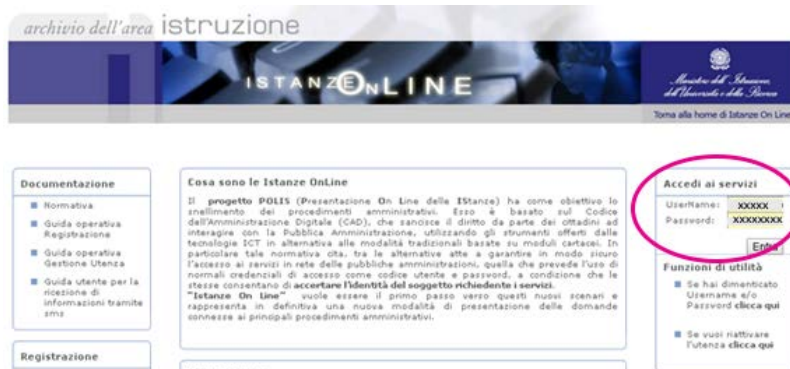 archivio dell'area istruzione
ISTANZE ONLINE
Ministero dell'Istruzione,
dell'Università e della Ricerca
Torna alla home di Istanze On Line
Documentazione
Normativa
Guida operativa
Registrazione
Guida operativa
Gestione Utenza
Guida utente per la
ricezione di
informazioni tramite
sms
Registrazione
Cosa sono le Istanze OnLine
Il progetto POLIS (Presentazione On Line delle IStanze) ha come obiettivo lo
snellimento dei procedimenti amministrativi. Esso è basato sul Codice
dell'Amministrazione Digitale (CAD), che sancisce il diritto da parte dei cittadini ad
interagire con la Pubblica Amministrazione, utilizzando gli strumenti offerti dalle
tecnologie ICT in alternativa alle modalità tradizionali basate su moduli cartacei. In
particolare tale normativa cita, tra le alternative atte a garantire in modo sicuro
l'accesso ai servizi in rete delle pubbliche amministrazioni, quella che prevede l'uso di
normali credenziali di accesso come codice utente e password, a condizione che le
stesse consentano di accertare l'identità del soggetto richiedente i servizi.
"Istanze On Line" vuole essere il primo passo verso questi nuovi scenari e
rappresenta in definitiva una nuova modalità di presentazione delle domande
connesse ai principali procedimenti amministrativi.
Accedi ai servizi
UserName: XXXXX
Password: XXXXXXXX
Entra
Funzioni di utilità
Se hai dimenticato
Username e/o
Password clicca qui
Se vuoi riattivare
l'utenza clicca qui